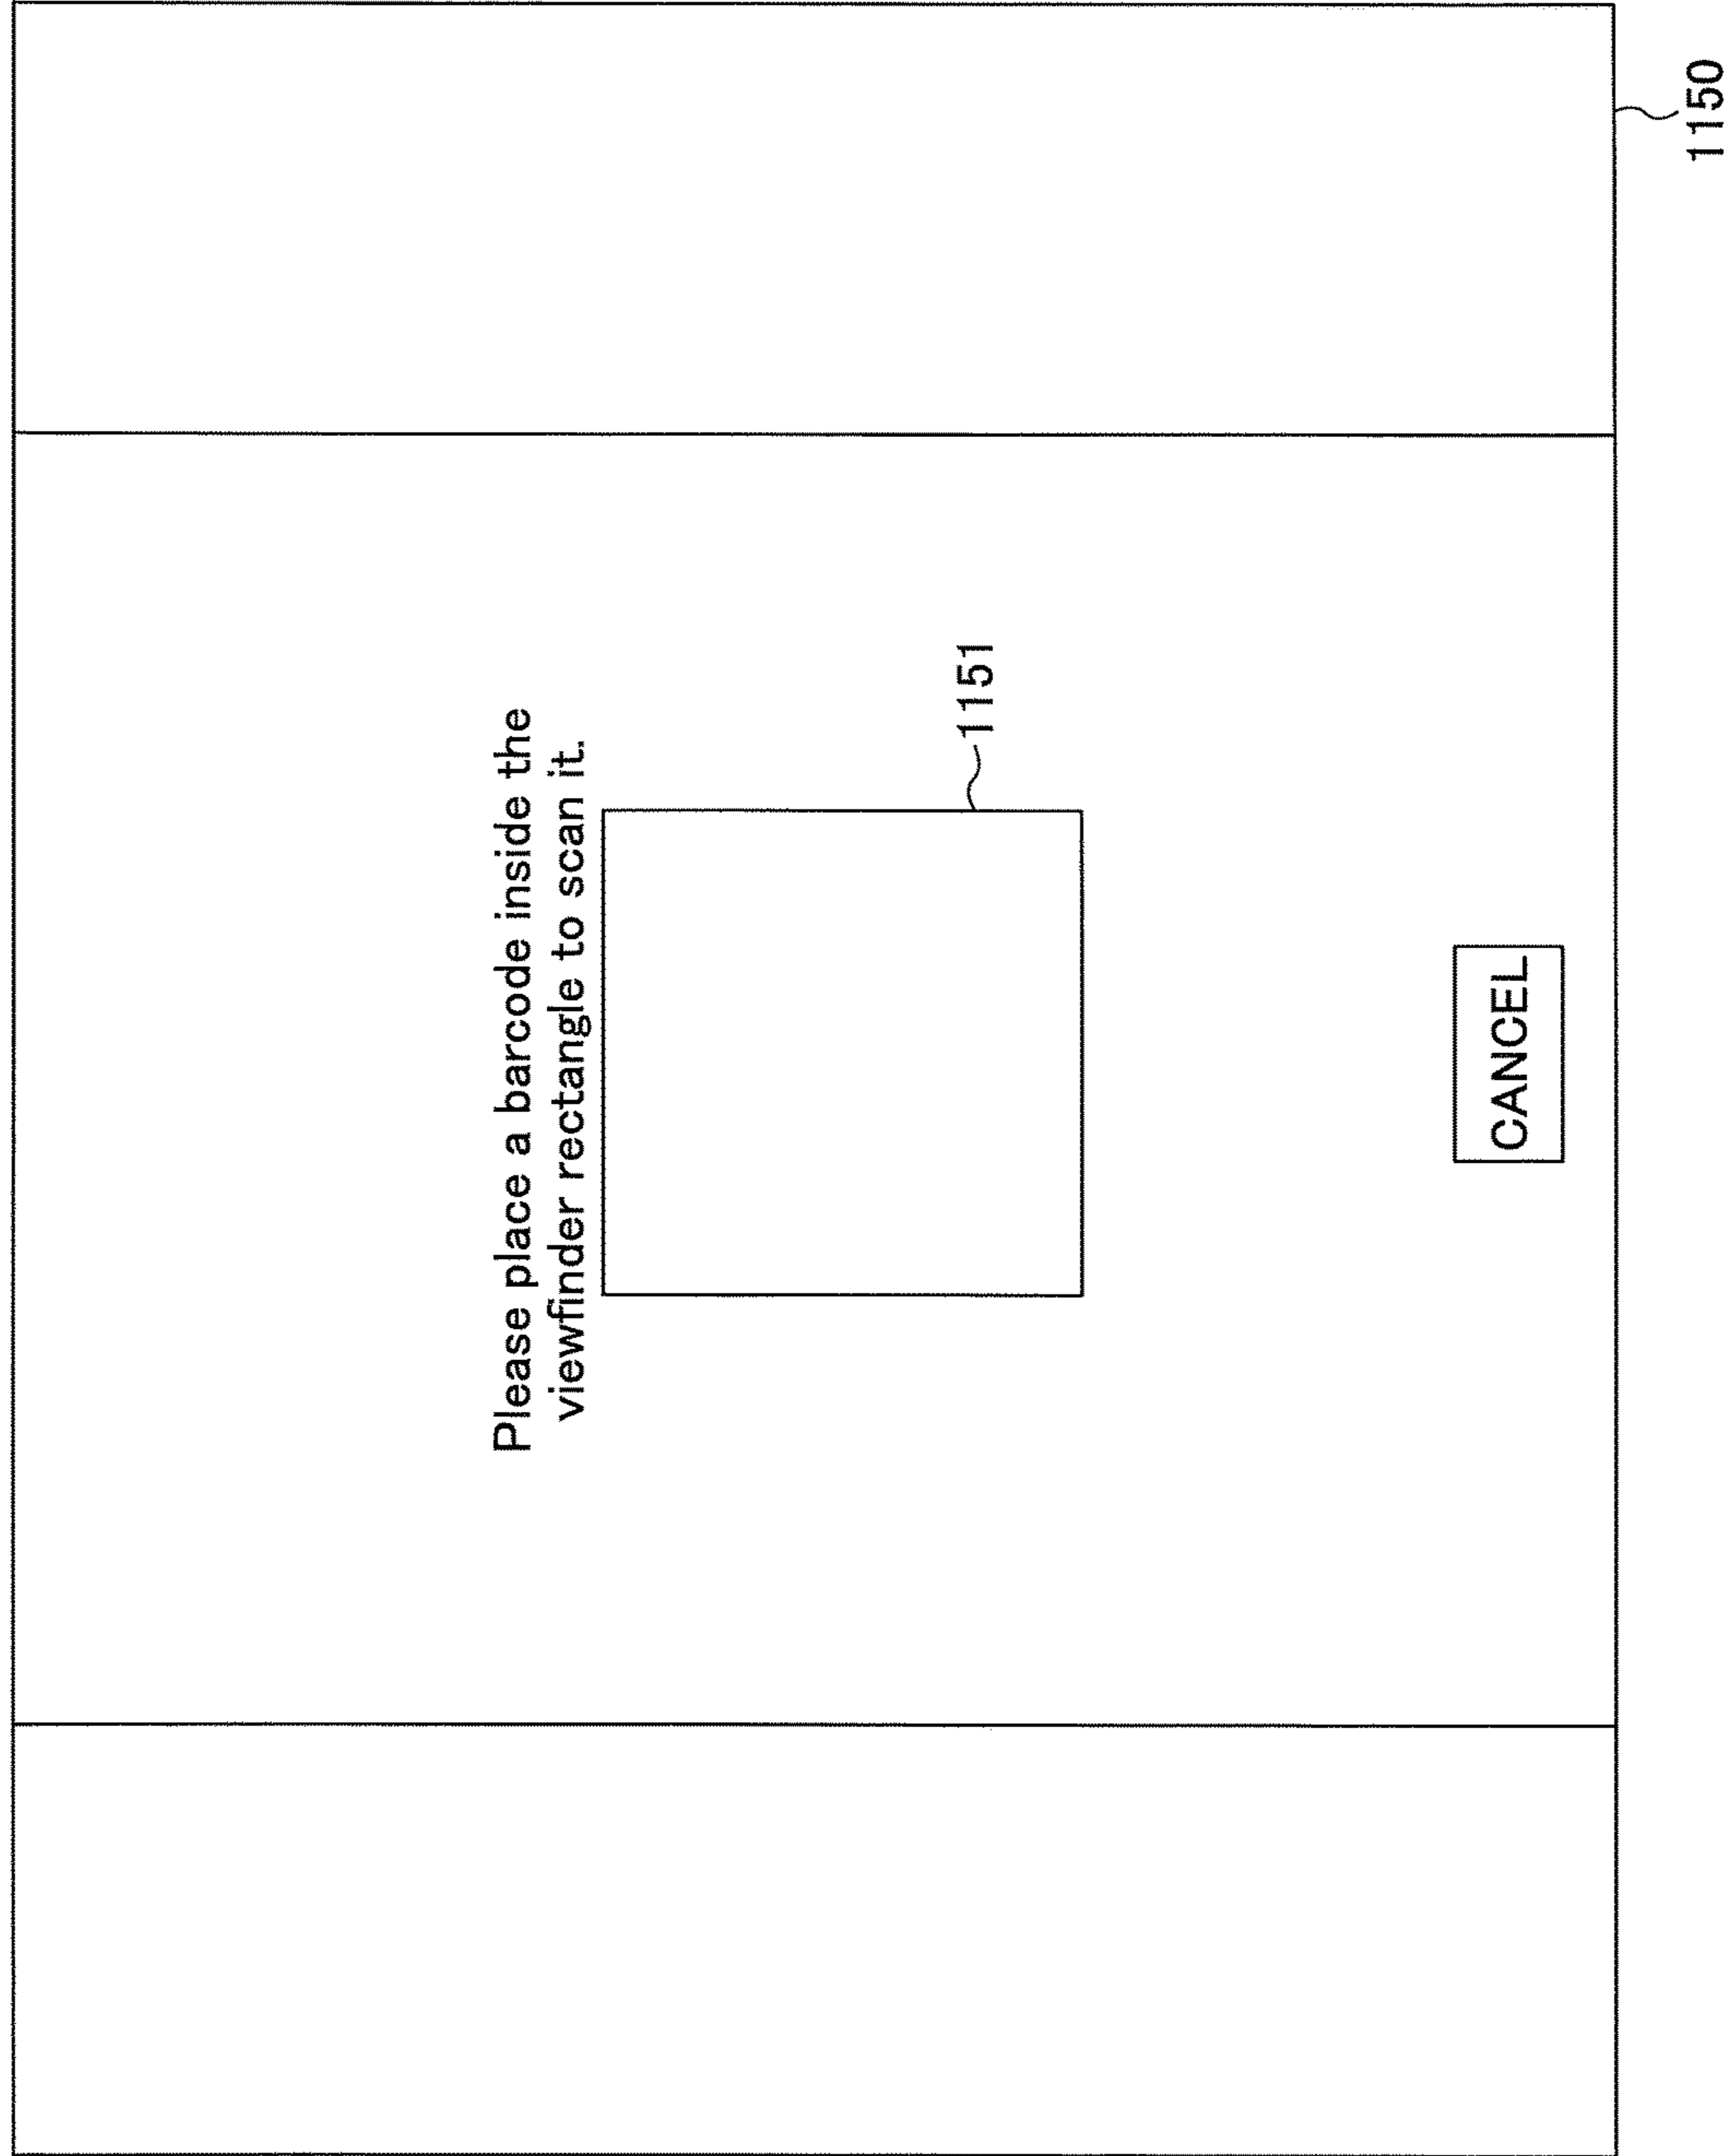 Please place a barcode inside the
viewfinder rectangle to scan it.
1151
CANCEL
1150